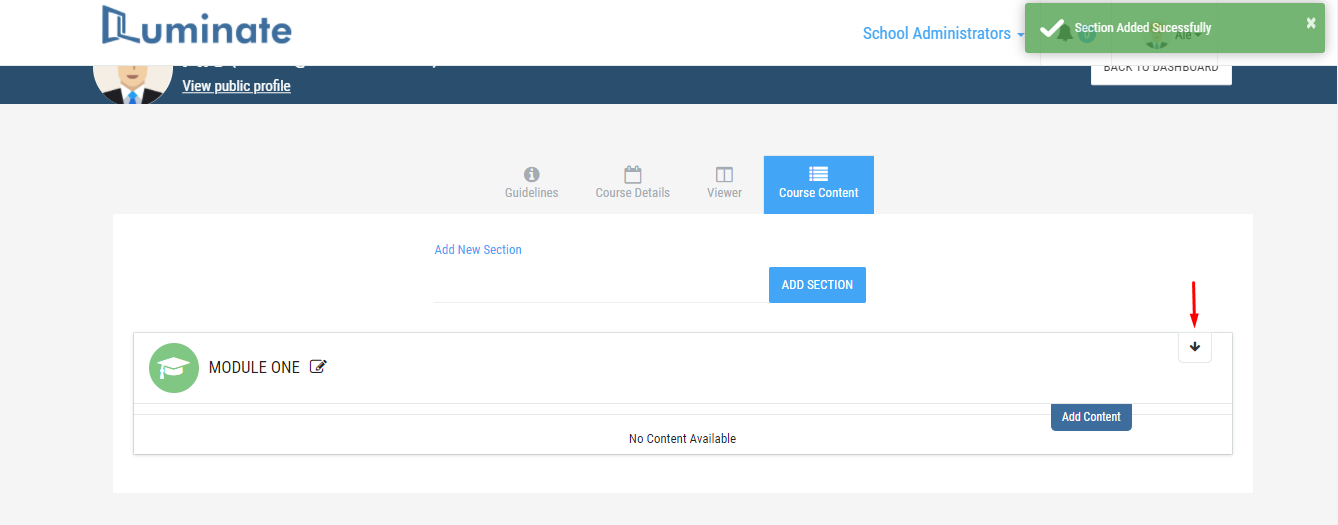 Luminate
School Administrators
Section Added Sucessfully
×
Ale
View public profile
BACK TO DASHBOARD
Guidelines
Course Details
Viewer
Course Content
Add New Section
ADD SECTION
MODULE ONE
Add Content
No Content Available